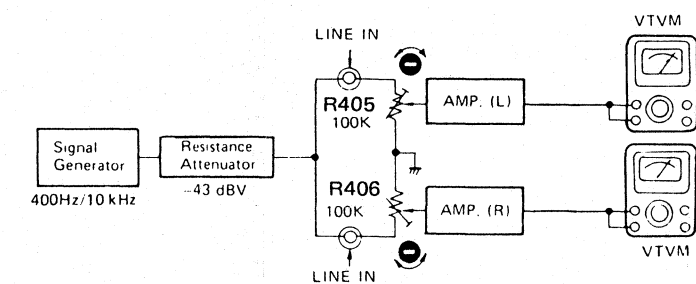 VTVM
LINE IN
R405
100K
AMP. (L)
Signal
Generator
400Hz/10 kHz
Resistance
Attenuator
-43 dBV
R406
100K
AMP. (R)
LINE IN
VTVM